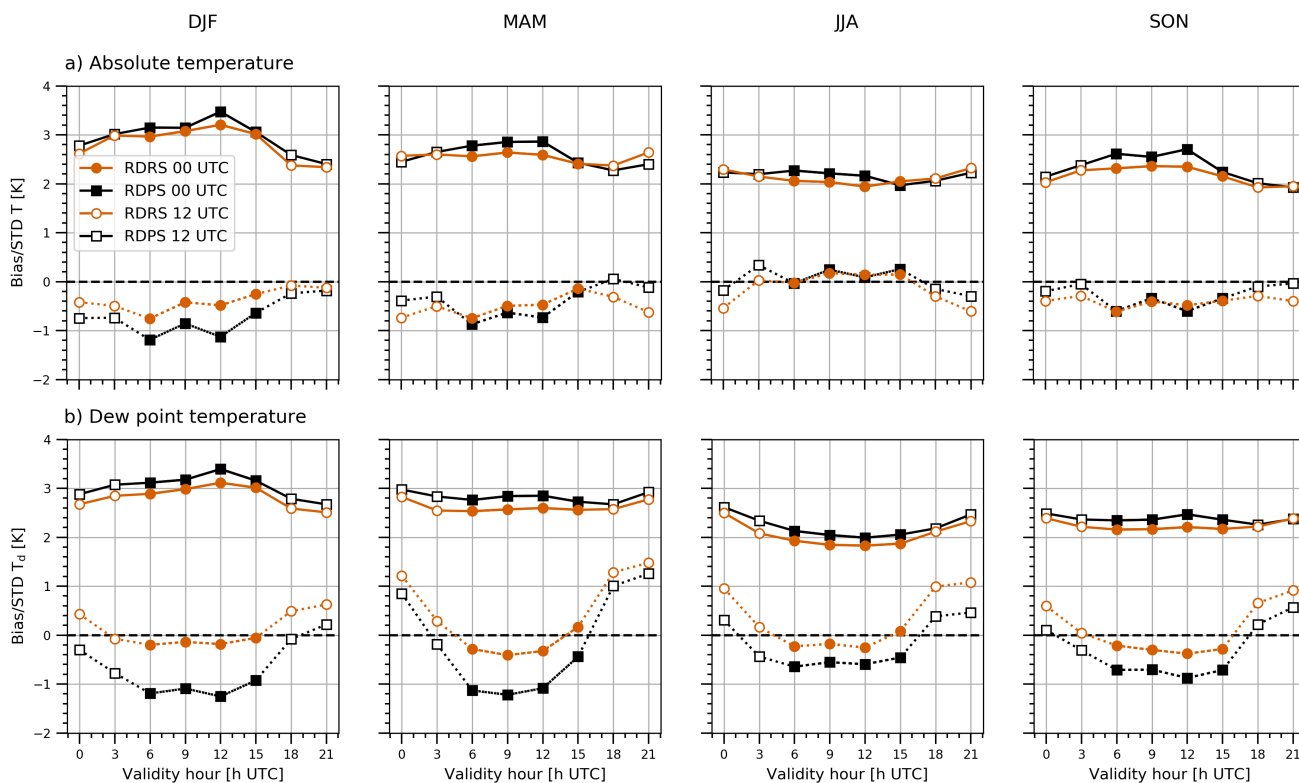 DJF MAM JJA SON
a) Absolute temperature
Bias/STD T [K]
4
3
2
1
0
−1
−2
RDRS 00 UTC
RDPS 00 UTC
RDRS 12 UTC
RDPS 12 UTC
b) Dew point temperature
Bias/STD Td [K]
4
3
2
1
0
−1
−2
0 3 6 9 12 15 18 21
Validity hour [h UTC]
0 3 6 9 12 15 18 21
Validity hour [h UTC]
0 3 6 9 12 15 18 21
Validity hour [h UTC]
0 3 6 9 12 15 18 21
Validity hour [h UTC]